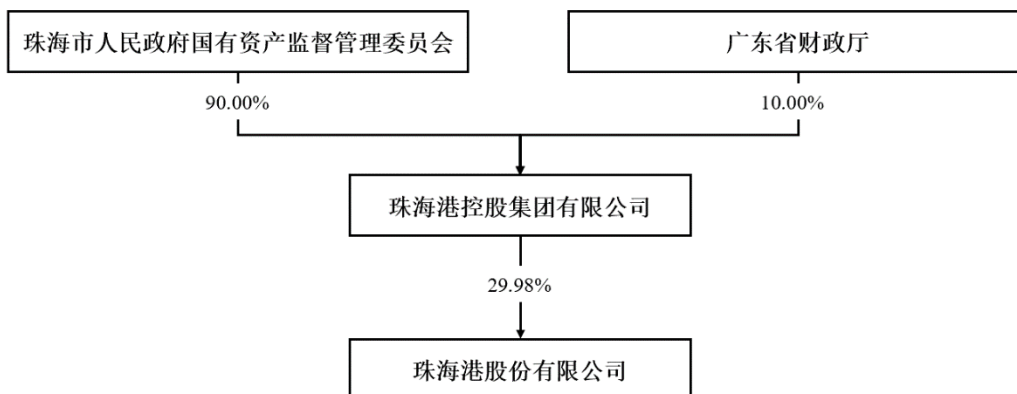 珠海市人民政府国有资产监督管理委员会
广东省财政厅
90.00%
10.00%
珠海港控股集团有限公司
29.98%
珠海港股份有限公司